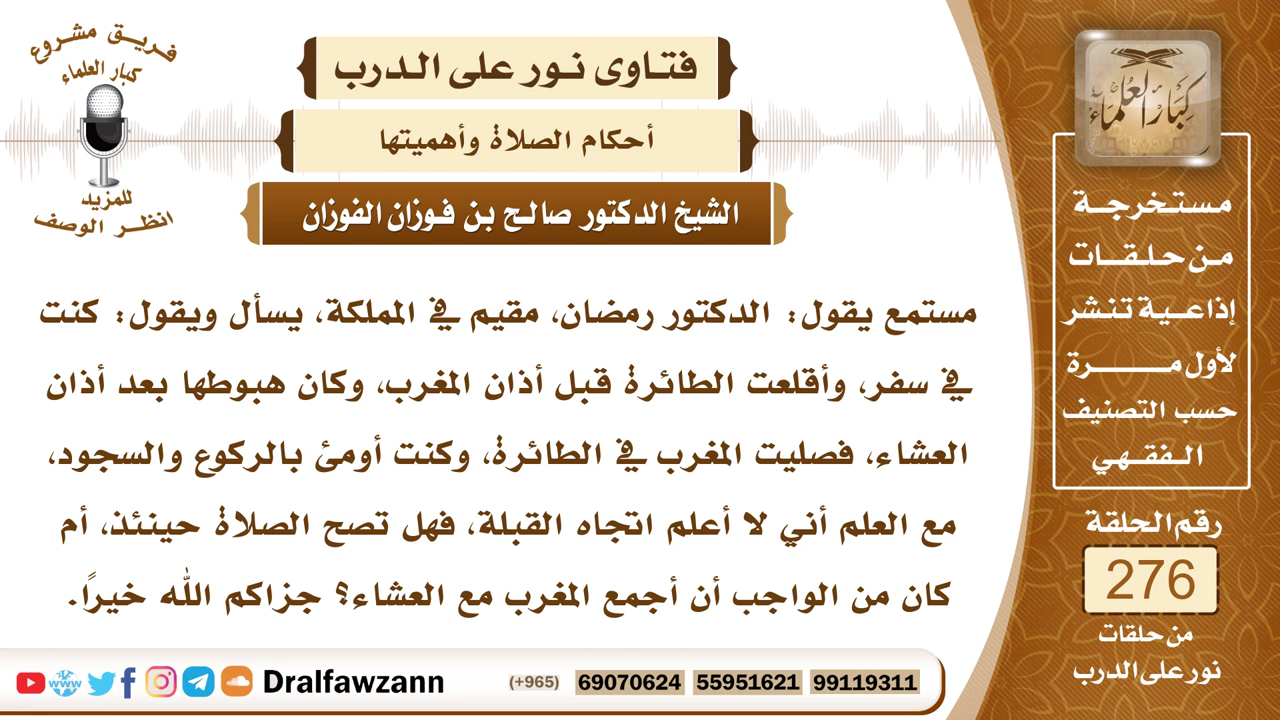 فريق مشروع
كبار العلماء
للمزيد
انظر الوصف
فتاوى نور على الدرب
أحكام الصلاة وأهميتها
الشيخ الدكتور صالح بن فوزان الفوزان
مستمع يقول: الدكتور رمضان، مقيم في المملكة، يسأل ويقول: كنت
في سفر، وأقلعت الطائرة قبل أذان المغرب، وكان هبوطها بعد أذان
العشاء، فصليت المغرب في الطائرة، وكنت أومئ بالركوع والسجود،
مع العلم أني لا أعلم اتجاه القبلة، فهل تصح الصلاة حينئذ، أم
كان من الواجب أن أجمع المغرب مع العشاء؟ جزاكم الله خيرًا.
كبار العلماء
مستخرجة
من حلقات
إذاعية تنشر
لأول مرة
حسب التصنيف
الفقهي
رقم الحلقة
276
من حلقات
نور على الدرب
Dralfawzann (+965) 69070624 55951621 99119311